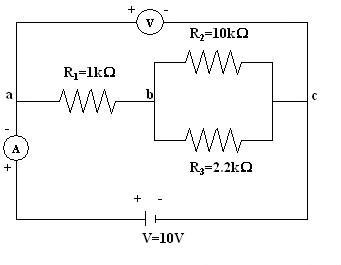 + V -
R₂=10kΩ
R₁=1kΩ
a b c
-
A
+
R₃=2.2kΩ
+ -
V=10V